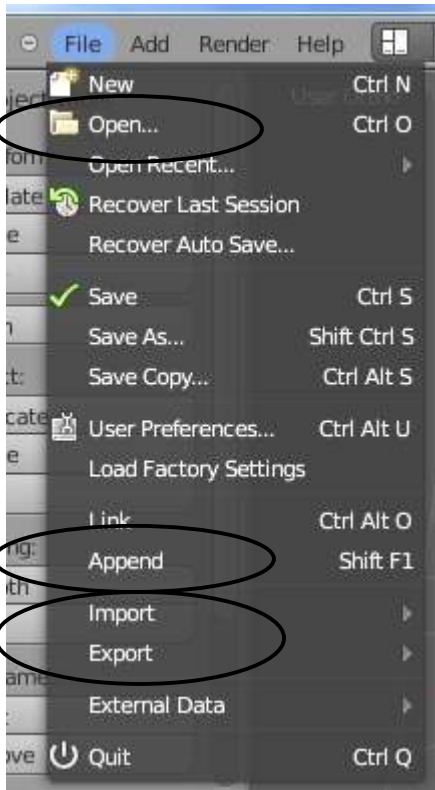 File Add Render Help
New Ctrl N
Open... Ctrl O
Open Recent...
Recover Last Session
Recover Auto Save...
Save Ctrl S
Save As... Shift Ctrl S
Save Copy... Ctrl Alt S
User Preferences... Ctrl Alt U
Load Factory Settings
Link Ctrl Alt O
Append Shift F1
Import
Export
External Data
Quit Ctrl Q